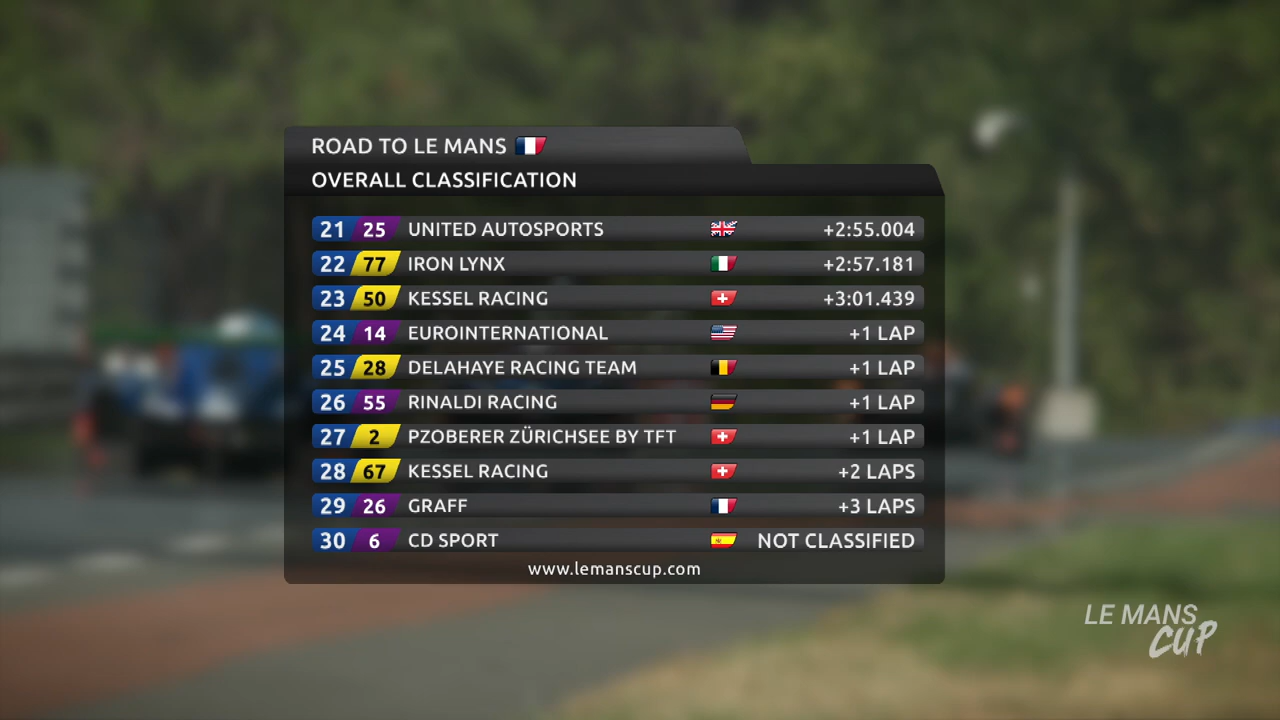 ROAD TO LE MANS
OVERALL CLASSIFICATION
21 25 UNITED AUTOSPORTS +2:55.004
22 77 IRON LYNX +2:57.181
23 50 KESSEL RACING +3:01.439
24 14 EUROINTERNATIONAL +1 LAP
25 28 DELAHAYE RACING TEAM +1 LAP
26 55 RINALDI RACING +1 LAP
27 2 PZOBERER ZÜRICHSEE BY TFT +1 LAP
28 67 KESSEL RACING +2 LAPS
29 26 GRAFF +3 LAPS
30 6 CD SPORT NOT CLASSIFIED
www.lemanscup.com
LE MANS
CUP